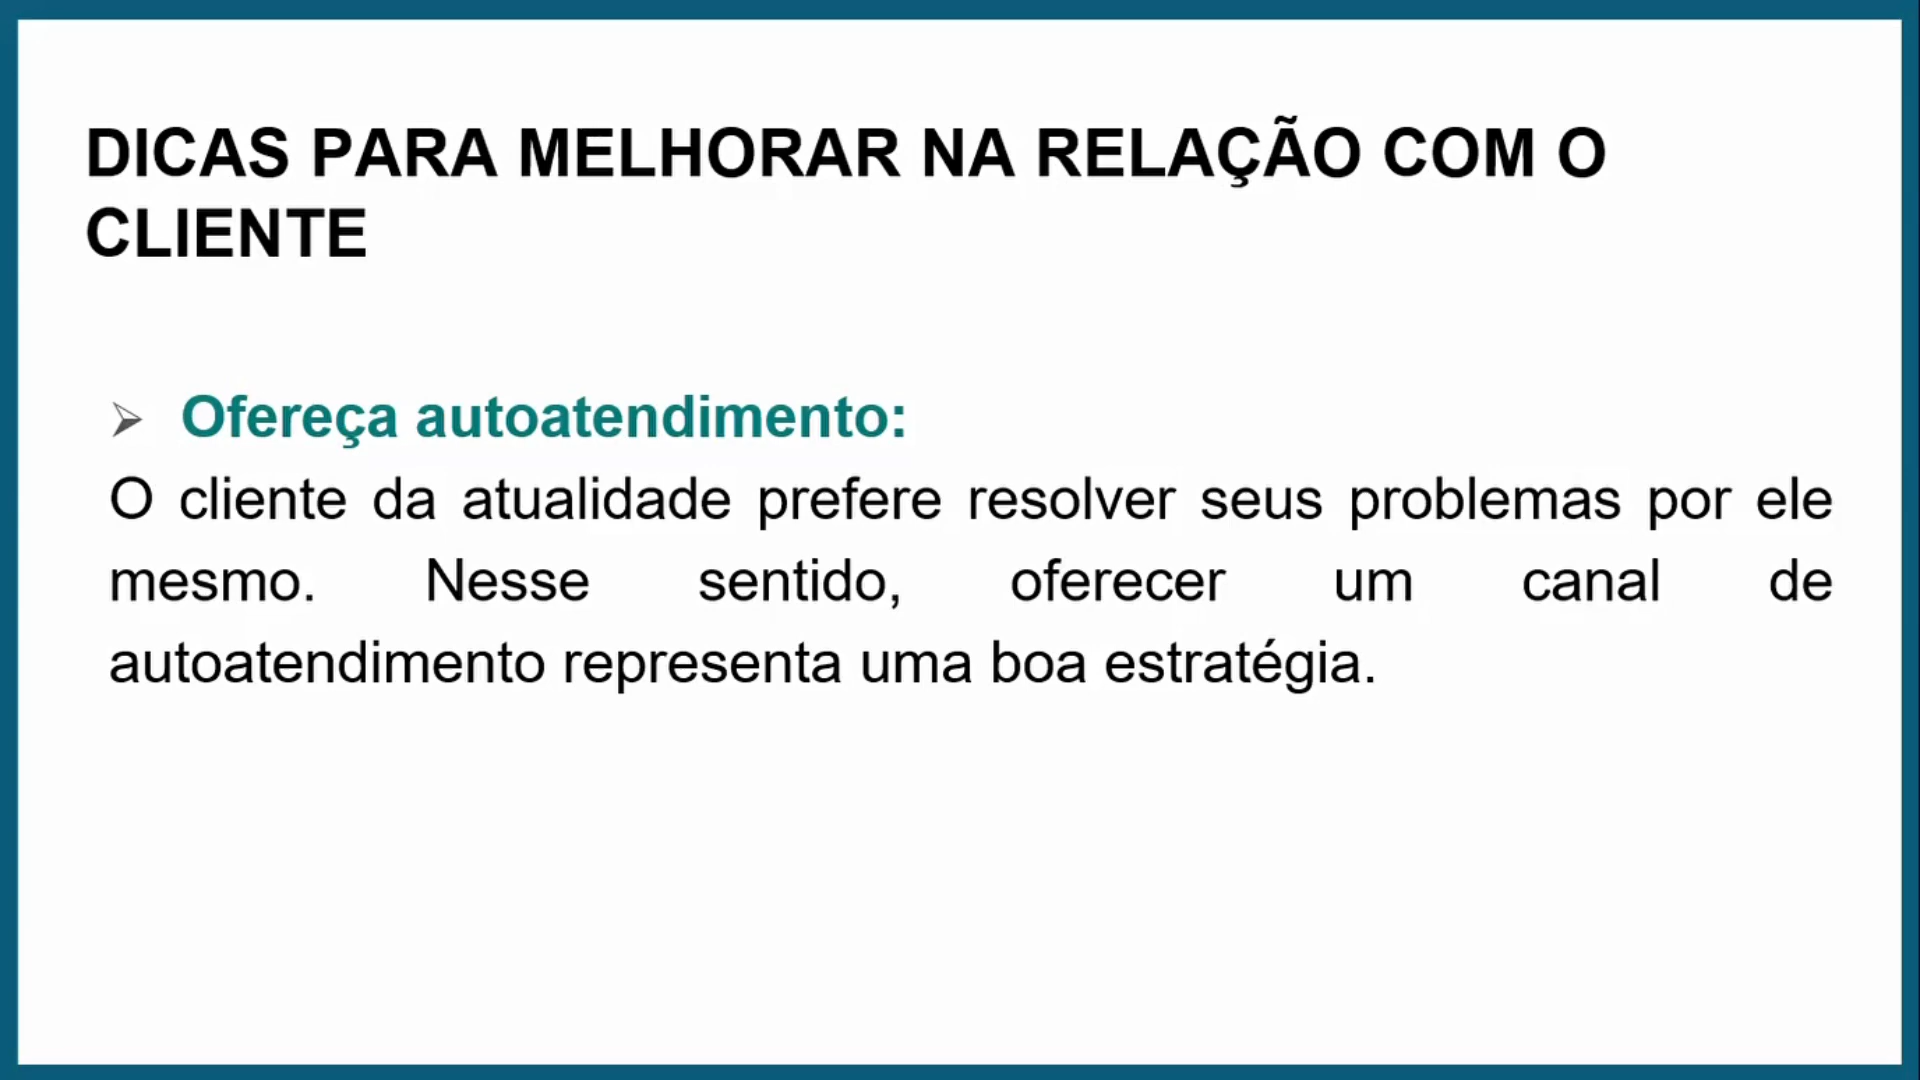 DICAS PARA MELHORAR NA RELAÇÃO COM O
CLIENTE
➢ Ofereça autoatendimento:
O cliente da atualidade prefere resolver seus problemas por ele
mesmo. Nesse sentido, oferecer um canal de
autoatendimento representa uma boa estratégia.